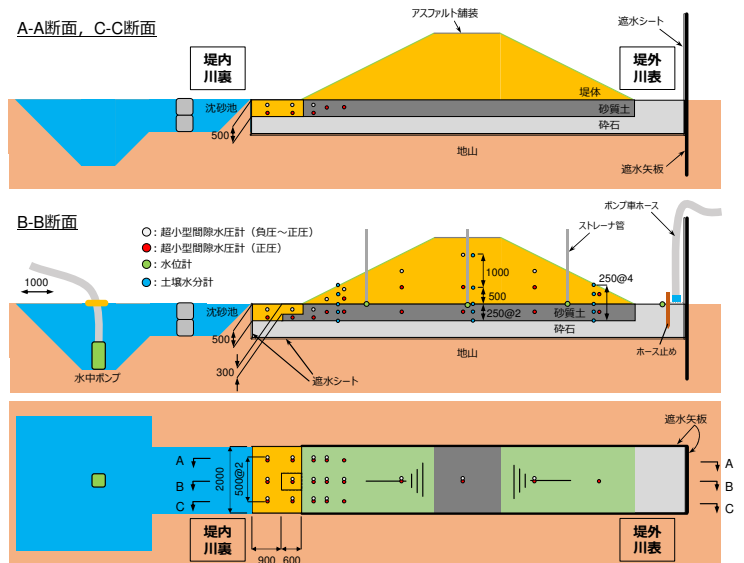 A-A断面，C-C断面
アスファルト舗装
遮水シート
堤内
川裏
堤外
川表
沈砂池
堤体
砂質土
砕石
500
地山
遮水矢板
B-B断面
ポンプ車ホース
○：超小型間隙水圧計（負圧～正圧）
●：超小型間隙水圧計（正圧）
●：水位計
●：土壌水分計
ストレーナ管
1000
1000
500
250@4
250@2
沈砂池
砂質土
砕石
500
300
地山
遮水シート
ホース止め
水中ポンプ
遮水矢板
A
B
C
2000
500@2
A
B
C
堤内
川裏
堤外
川表
900
600